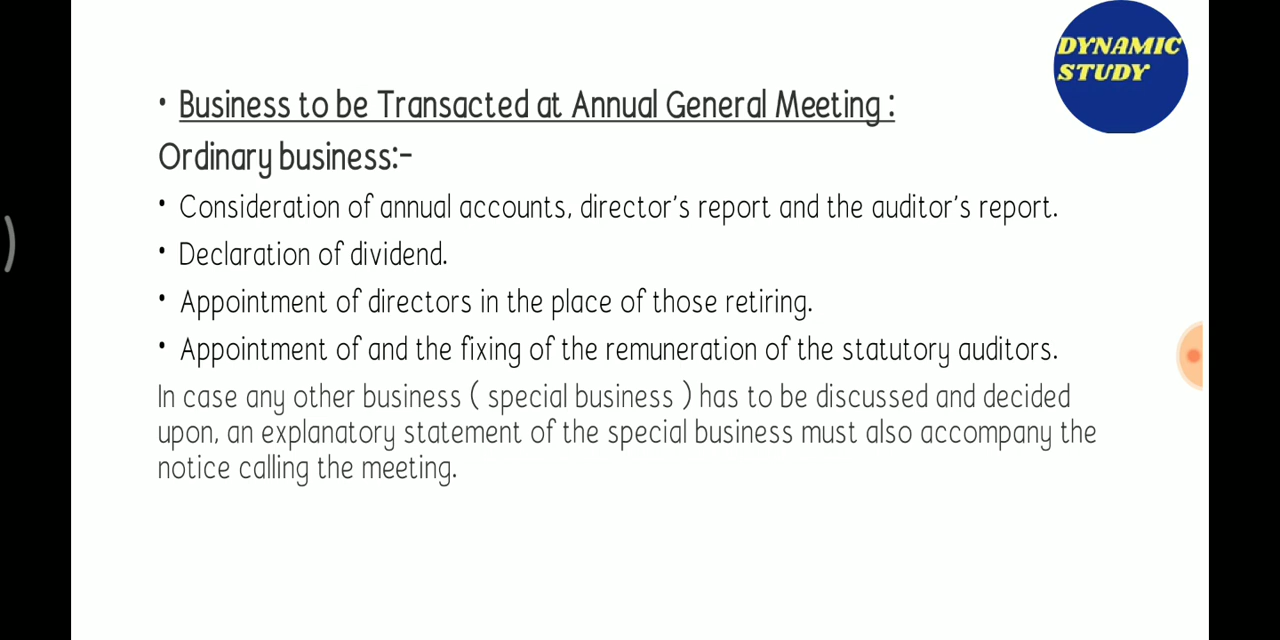 DYNAMIC
STUDY
• Business to be Transacted at Annual General Meeting :
Ordinary business:-
• Consideration of annual accounts, director's report and the auditor's report.
• Declaration of dividend.
• Appointment of directors in the place of those retiring.
• Appointment of and the fixing of the remuneration of the statutory auditors.
In case any other business ( special business ) has to be discussed and decided
upon, an explanatory statement of the special business must also accompany the
notice calling the meeting.